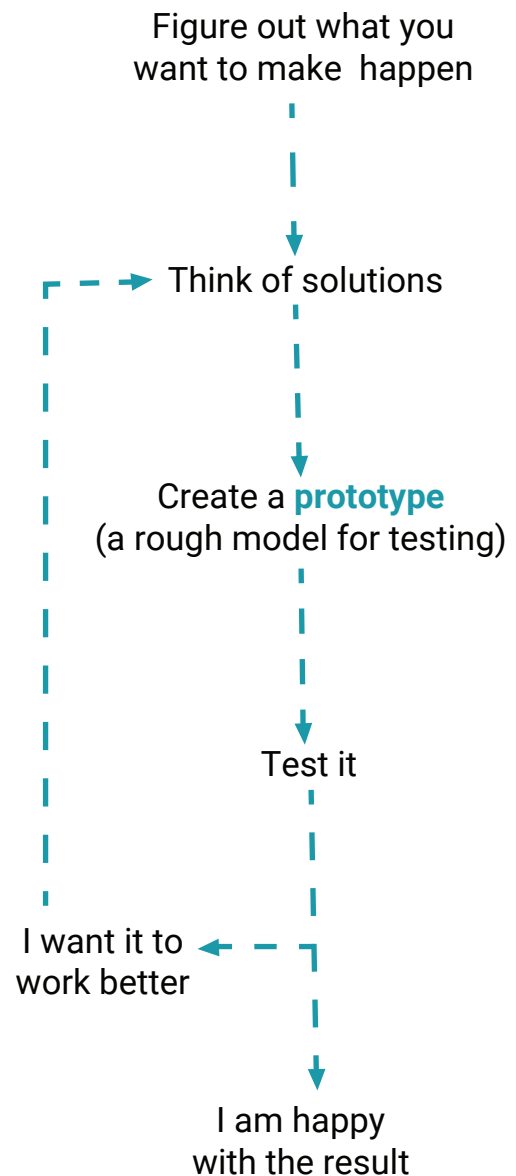 Figure out what you
want to make  happen
Think of solutions
Create a prototype
(a rough model for testing)
Test it
I want it to
work better
I am happy
with the result